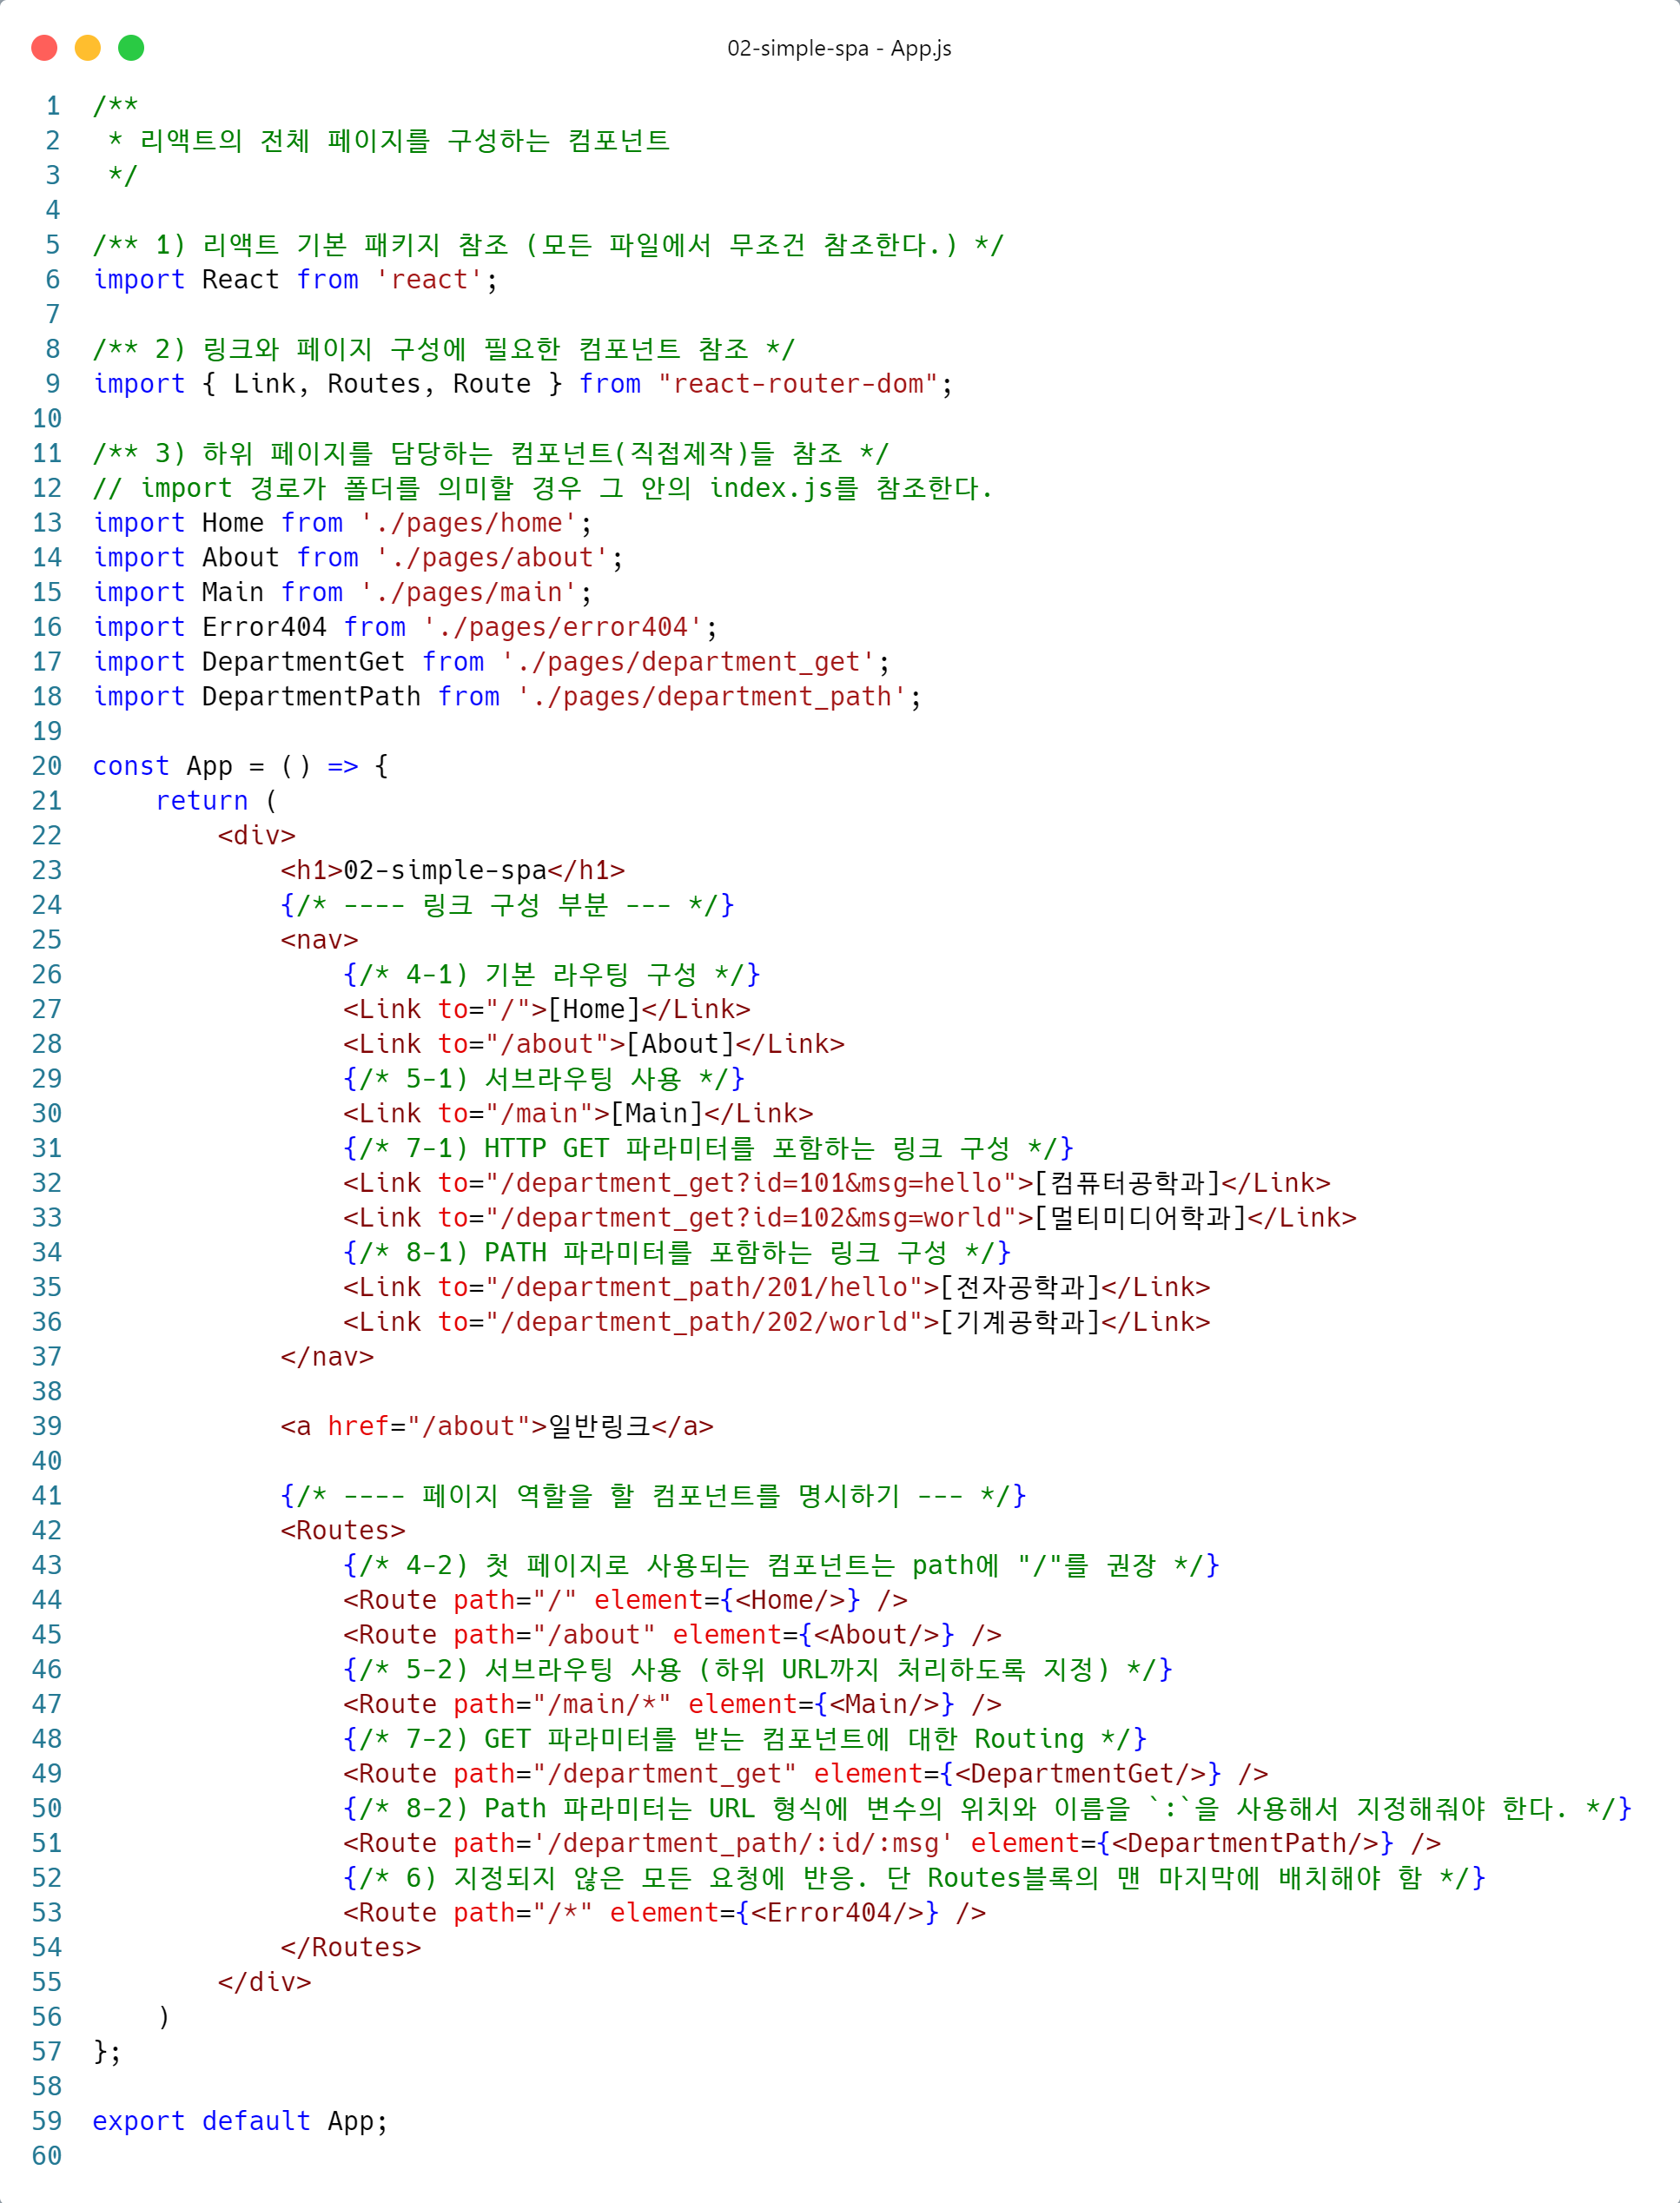 02-simple-spa - App.js
1 /**
2  * 리액트의 전체 페이지를 구성하는 컴포넌트
3  */
4
5 /** 1) 리액트 기본 패키지 참조 (모든 파일에서 무조건 참조한다.) */
6 import React from 'react';
7
8 /** 2) 링크와 페이지 구성에 필요한 컴포넌트 참조 */
9 import { Link, Routes, Route } from "react-router-dom";
10
11 /** 3) 하위 페이지를 담당하는 컴포넌트(직접제작)들 참조 */
12 // import 경로가 폴더를 의미할 경우 그 안의 index.js를 참조한다.
13 import Home from './pages/home';
14 import About from './pages/about';
15 import Main from './pages/main';
16 import Error404 from './pages/error404';
17 import DepartmentGet from './pages/department_get';
18 import DepartmentPath from './pages/department_path';
19
20 const App = () => {
21     return (
22         <div>
23             <h1>02-simple-spa</h1>
24             {/* ---- 링크 구성 부분 --- */}
25             <nav>
26                 {/* 4-1) 기본 라우팅 구성 */}
27                 <Link to="/">[Home]</Link>
28                 <Link to="/about">[About]</Link>
29                 {/* 5-1) 서브라우팅 사용 */}
30                 <Link to="/main">[Main]</Link>
31                 {/* 7-1) HTTP GET 파라미터를 포함하는 링크 구성 */}
32                 <Link to="/department_get?id=101&msg=hello">[컴퓨터공학과]</Link>
33                 <Link to="/department_get?id=102&msg=world">[멀티미디어학과]</Link>
34                 {/* 8-1) PATH 파라미터를 포함하는 링크 구성 */}
35                 <Link to="/department_path/201/hello">[전자공학과]</Link>
36                 <Link to="/department_path/202/world">[기계공학과]</Link>
37             </nav>
38
39             <a href="/about">일반링크</a>
40
41             {/* ---- 페이지 역할을 할 컴포넌트를 명시하기 --- */}
42             <Routes>
43                 {/* 4-2) 첫 페이지로 사용되는 컴포넌트는 path에 "/"를 권장 */}
44                 <Route path="/" element={<Home/>} />
45                 <Route path="/about" element={<About/>} />
46                 {/* 5-2) 서브라우팅 사용 (하위 URL까지 처리하도록 지정) */}
47                 <Route path="/main/*" element={<Main/>} />
48                 {/* 7-2) GET 파라미터를 받는 컴포넌트에 대한 Routing */}
49                 <Route path="/department_get" element={<DepartmentGet/>} />
50                 {/* 8-2) Path 파라미터는 URL 형식에 변수의 위치와 이름을 `:`을 사용해서 지정해줘야 한다. */}
51                 <Route path='/department_path/:id/:msg' element={<DepartmentPath/>} />
52                 {/* 6) 지정되지 않은 모든 요청에 반응. 단 Routes블록의 맨 마지막에 배치해야 함 */}
53                 <Route path="/*" element={<Error404/>} />
54             </Routes>
55         </div>
56     )
57 };
58
59 export default App;
60